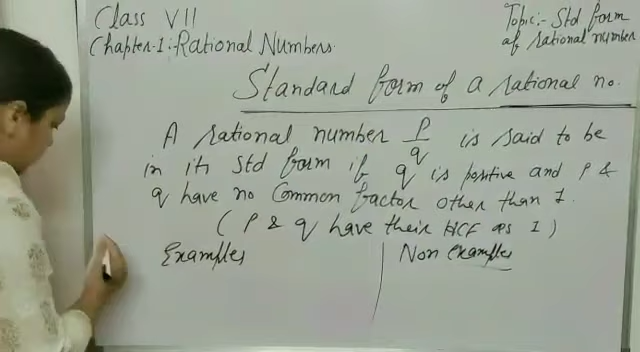 Class VII
Topic:- Std form
of rational number
Chapter-1: Rational Numbers.
Standard form of a rational no.
A rational number p/q is said to be
in its Std form if q is positive and p &
q have no Common factor other than 1.
( p & q have their HCF as 1 )
Examples
Non examples